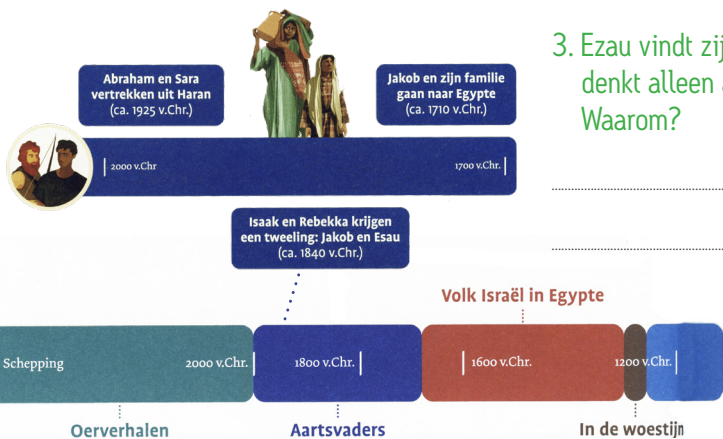 Abraham en Sara
vertrekken uit Haran
(ca. 1925 v.Chr.)
Jakob en zijn familie
gaan naar Egypte
(ca. 1710 v.Chr.)
3. Ezau vindt
denkt alleen
Waarom?
2000 v.Chr
1700 v.Chr.
Isaak en Rebekka krijgen
een tweeling: Jakob en Esau
(ca. 1840 v.Chr.)
Volk Israël in Egypte
Schepping
2000 v.Chr.
1800 v.Chr.
1600 v.Chr.
1200 v.Chr.
Oerverhalen
Aartsvaders
In de woestijn